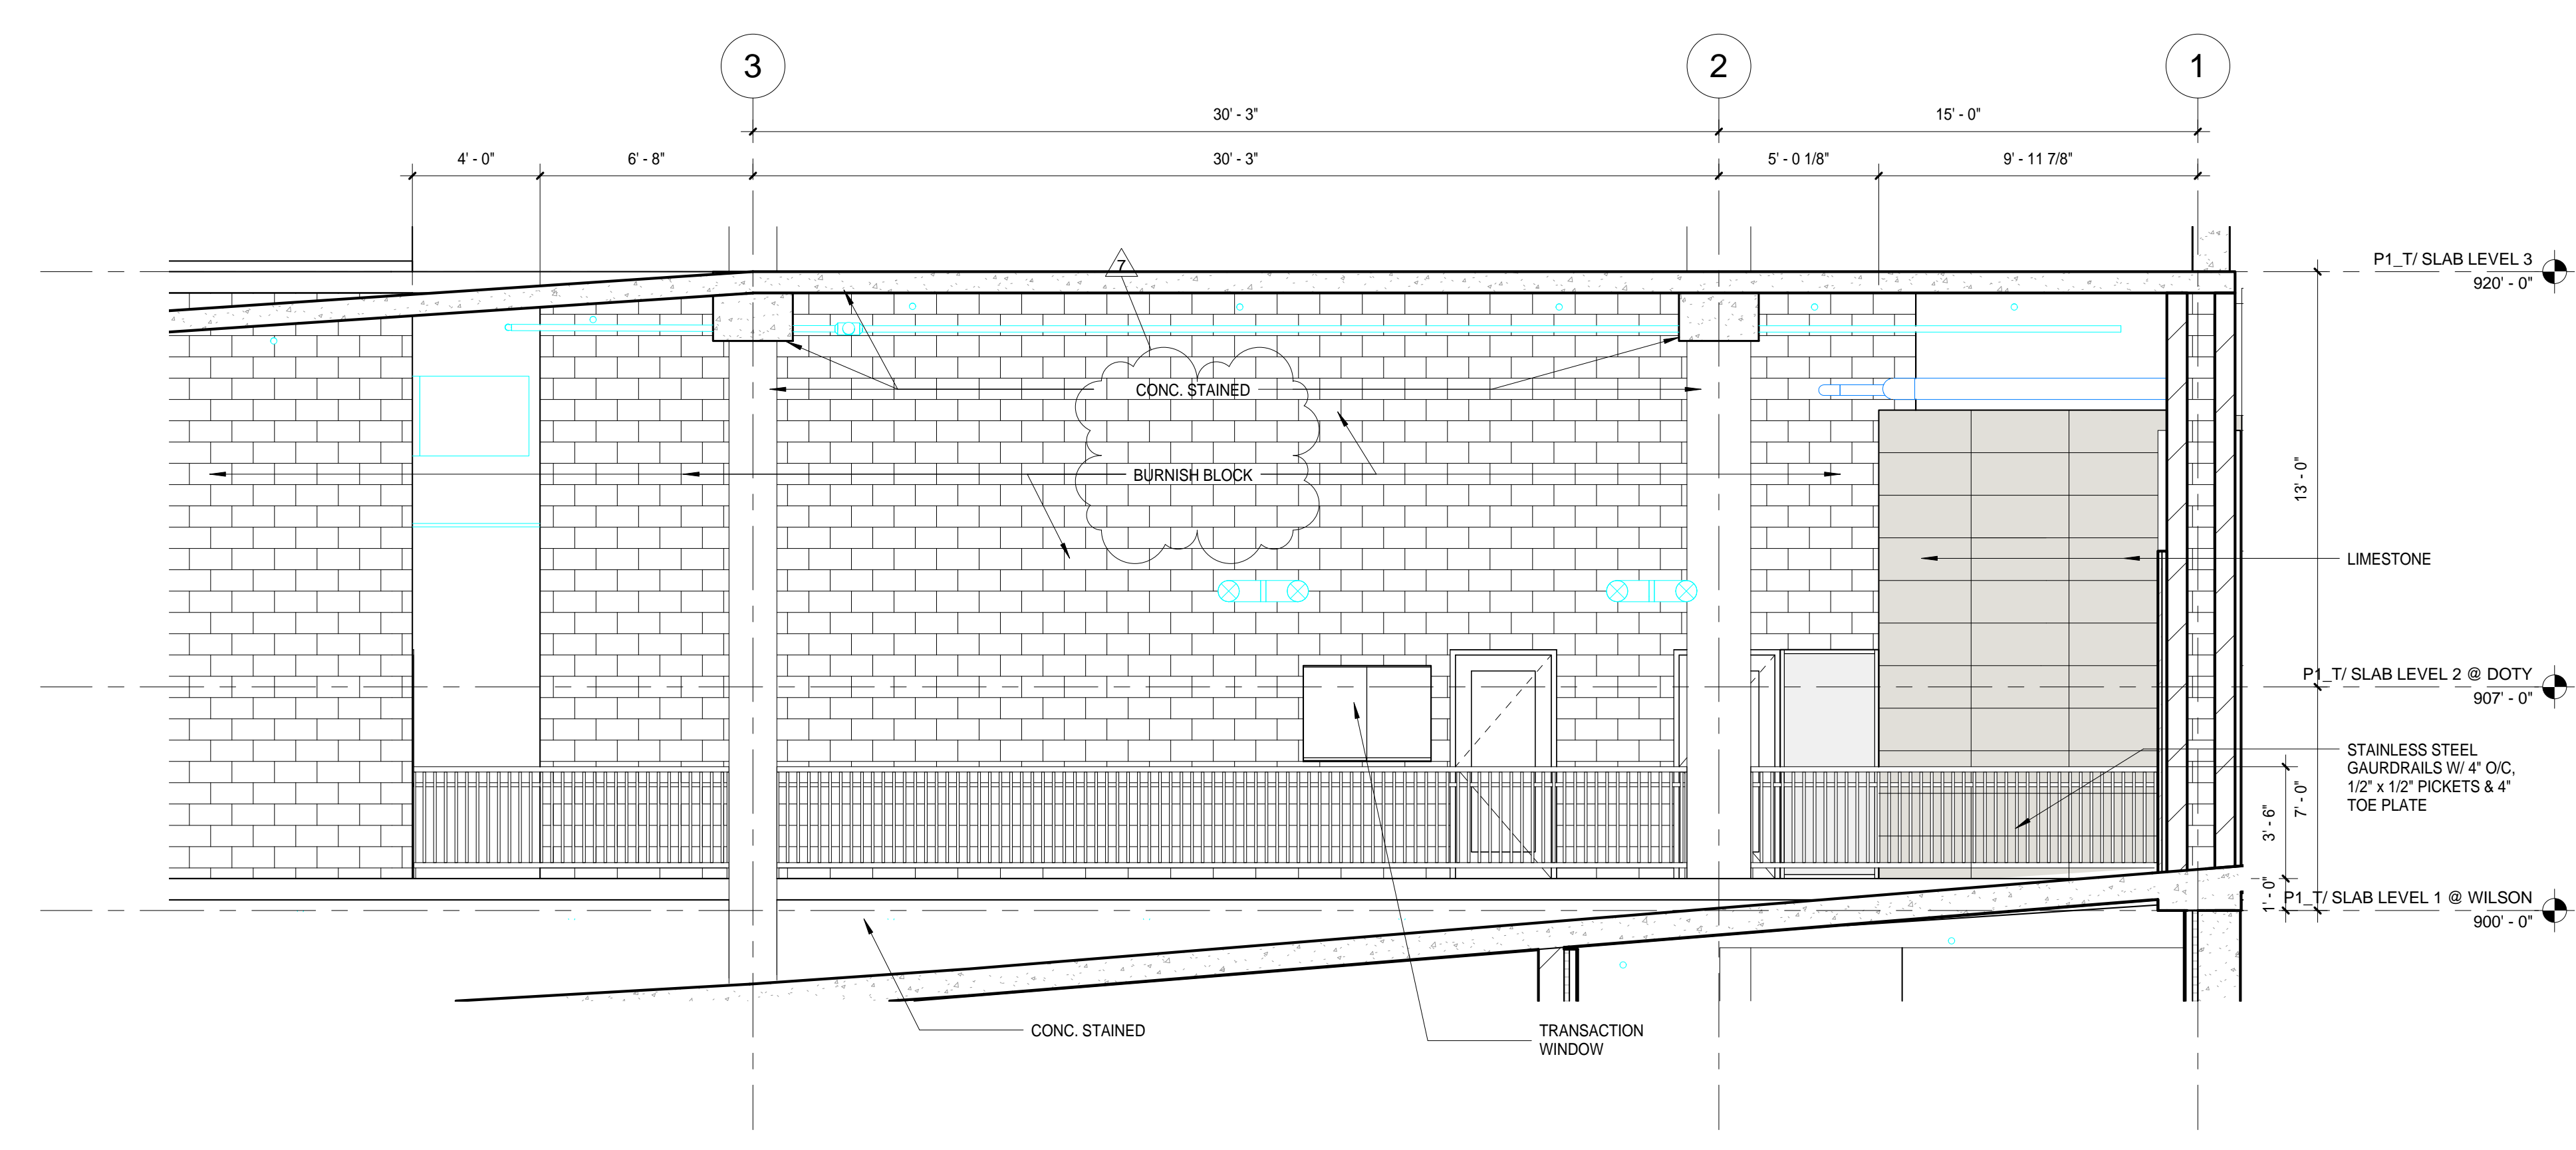 3
2
1
30' - 3"
15' - 0"
4' - 0"
6' - 8"
30' - 3"
5' - 0 1/8"
9' - 11 7/8"
7
P1_T/ SLAB LEVEL 3
920' - 0"
CONC. STAINED
BURNISH BLOCK
13' - 0"
LIMESTONE
P1_T/ SLAB LEVEL 2 @ DOTY
907' - 0"
STAINLESS STEEL
GAURDRAILS W/ 4" O/C,
1/2" x 1/2" PICKETS & 4"
TOE PLATE
3' - 6"
7' - 0"
1' - 0"
P1_T/ SLAB LEVEL 1 @ WILSON
900' - 0"
CONC. STAINED
TRANSACTION
WINDOW